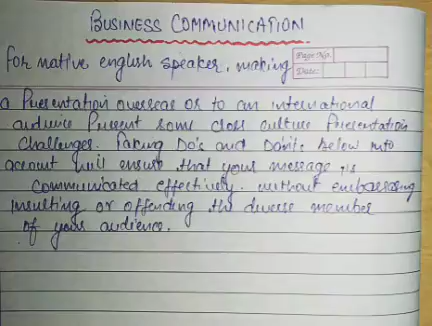 BUSINESS COMMUNICATION
for native english speaker, making
Page No.
Date:
a Presentation overseas or to an international
audience Present some cross culture Presentation
challenges. Taking Do's and Don'ts below into
account will ensure that your message is
communicated effectively. without embarrassing
insulting or offending the diverse member
of your audience.